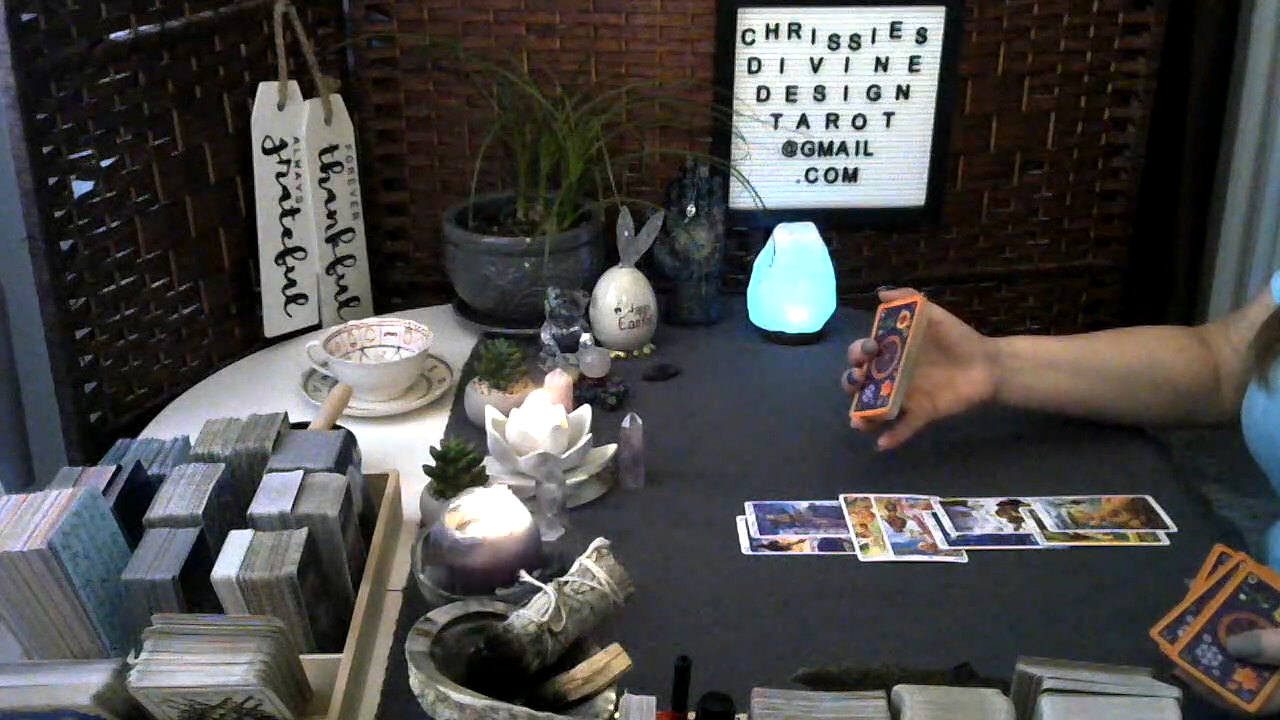 CHRISSIES
DIVINE
DESIGN
TAROT
@GMAIL
.COM
ALWAYS
grateful
FOREVER
thankful
Happy
Easter